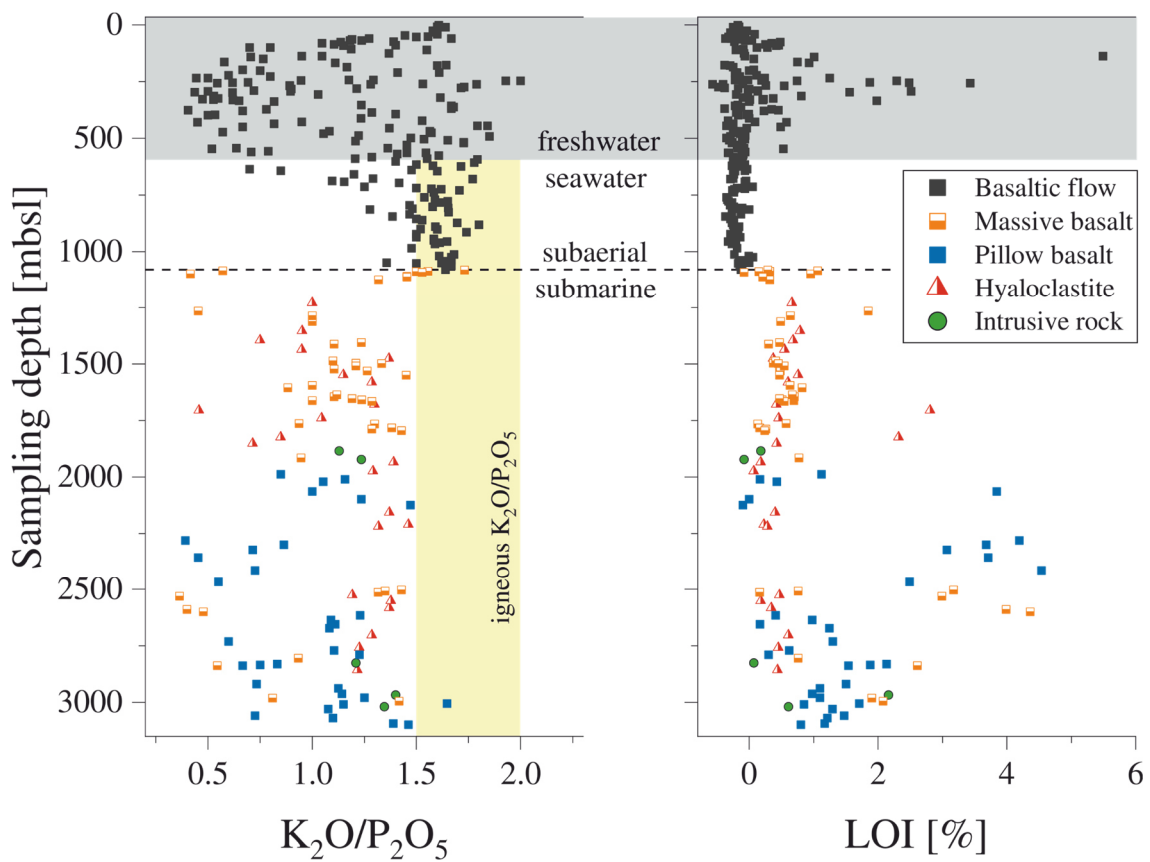 0
500
1000
1500
2000
2500
3000
Sampling depth [mbsl]
freshwater
seawater
subaerial
submarine
igneous K₂O/P₂O₅
Basaltic flow
Massive basalt
Pillow basalt
Hyaloclastite
Intrusive rock
0.5 1.0 1.5 2.0
K₂O/P₂O₅
0 2 4 6
LOI [%]